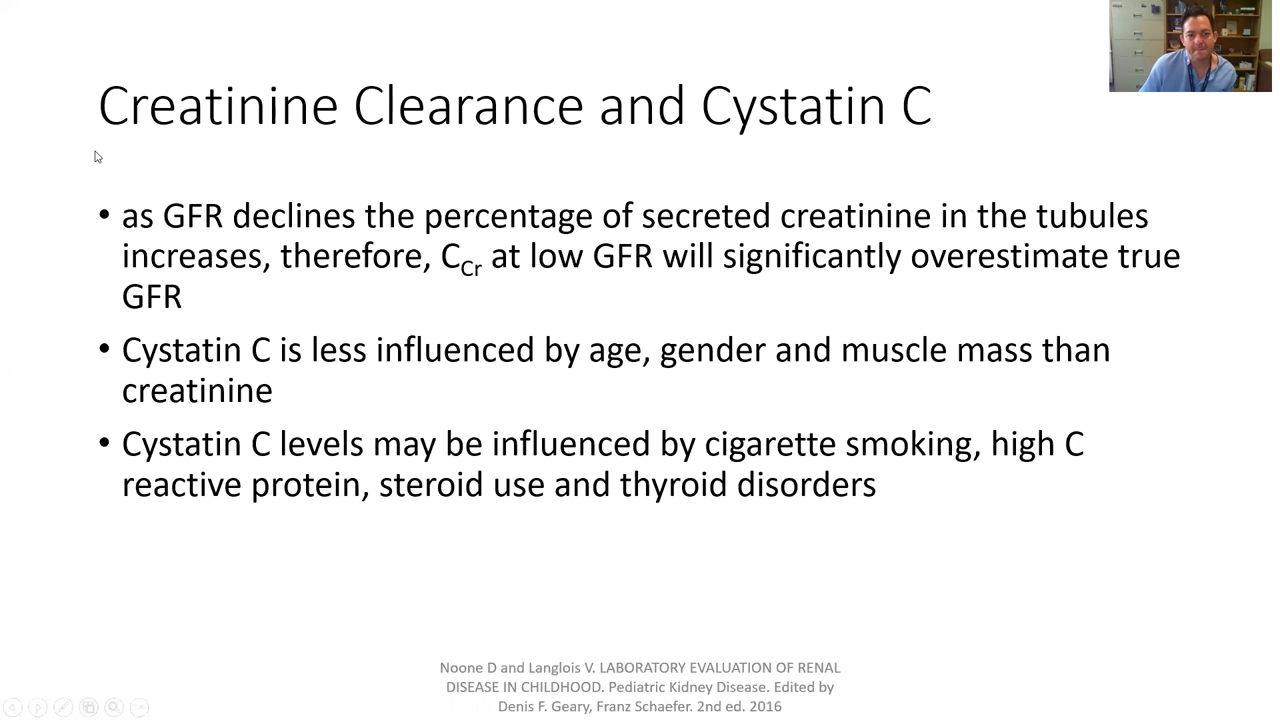 Creatinine Clearance and Cystatin C
• as GFR declines the percentage of secreted creatinine in the tubules
increases, therefore, CCr at low GFR will significantly overestimate true
GFR
• Cystatin C is less influenced by age, gender and muscle mass than
creatinine
• Cystatin C levels may be influenced by cigarette smoking, high C
reactive protein, steroid use and thyroid disorders
Noone D and Langlois V. LABORATORY EVALUATION OF RENAL
DISEASE IN CHILDHOOD. Pediatric Kidney Disease. Edited by
Denis F. Geary, Franz Schaefer. 2nd ed. 2016